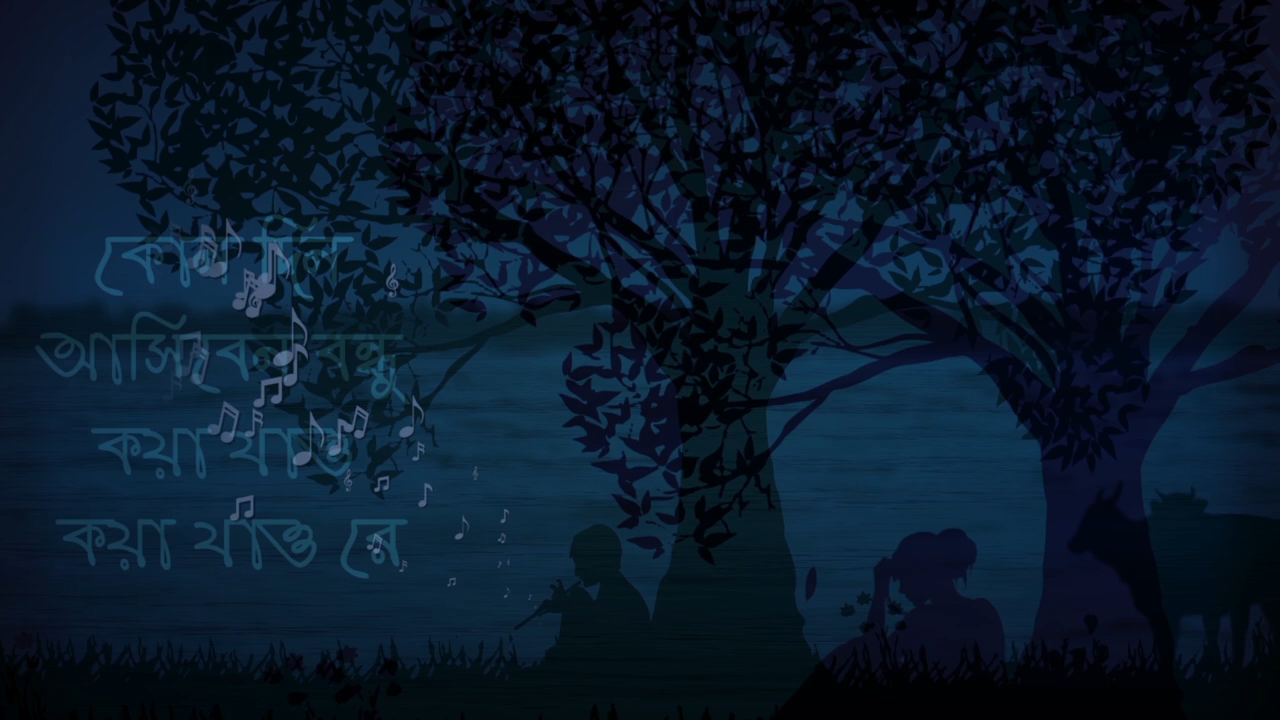 কোন দিন
আসিবেন বন্ধু
কয়া যাও
কয়া যাও রে